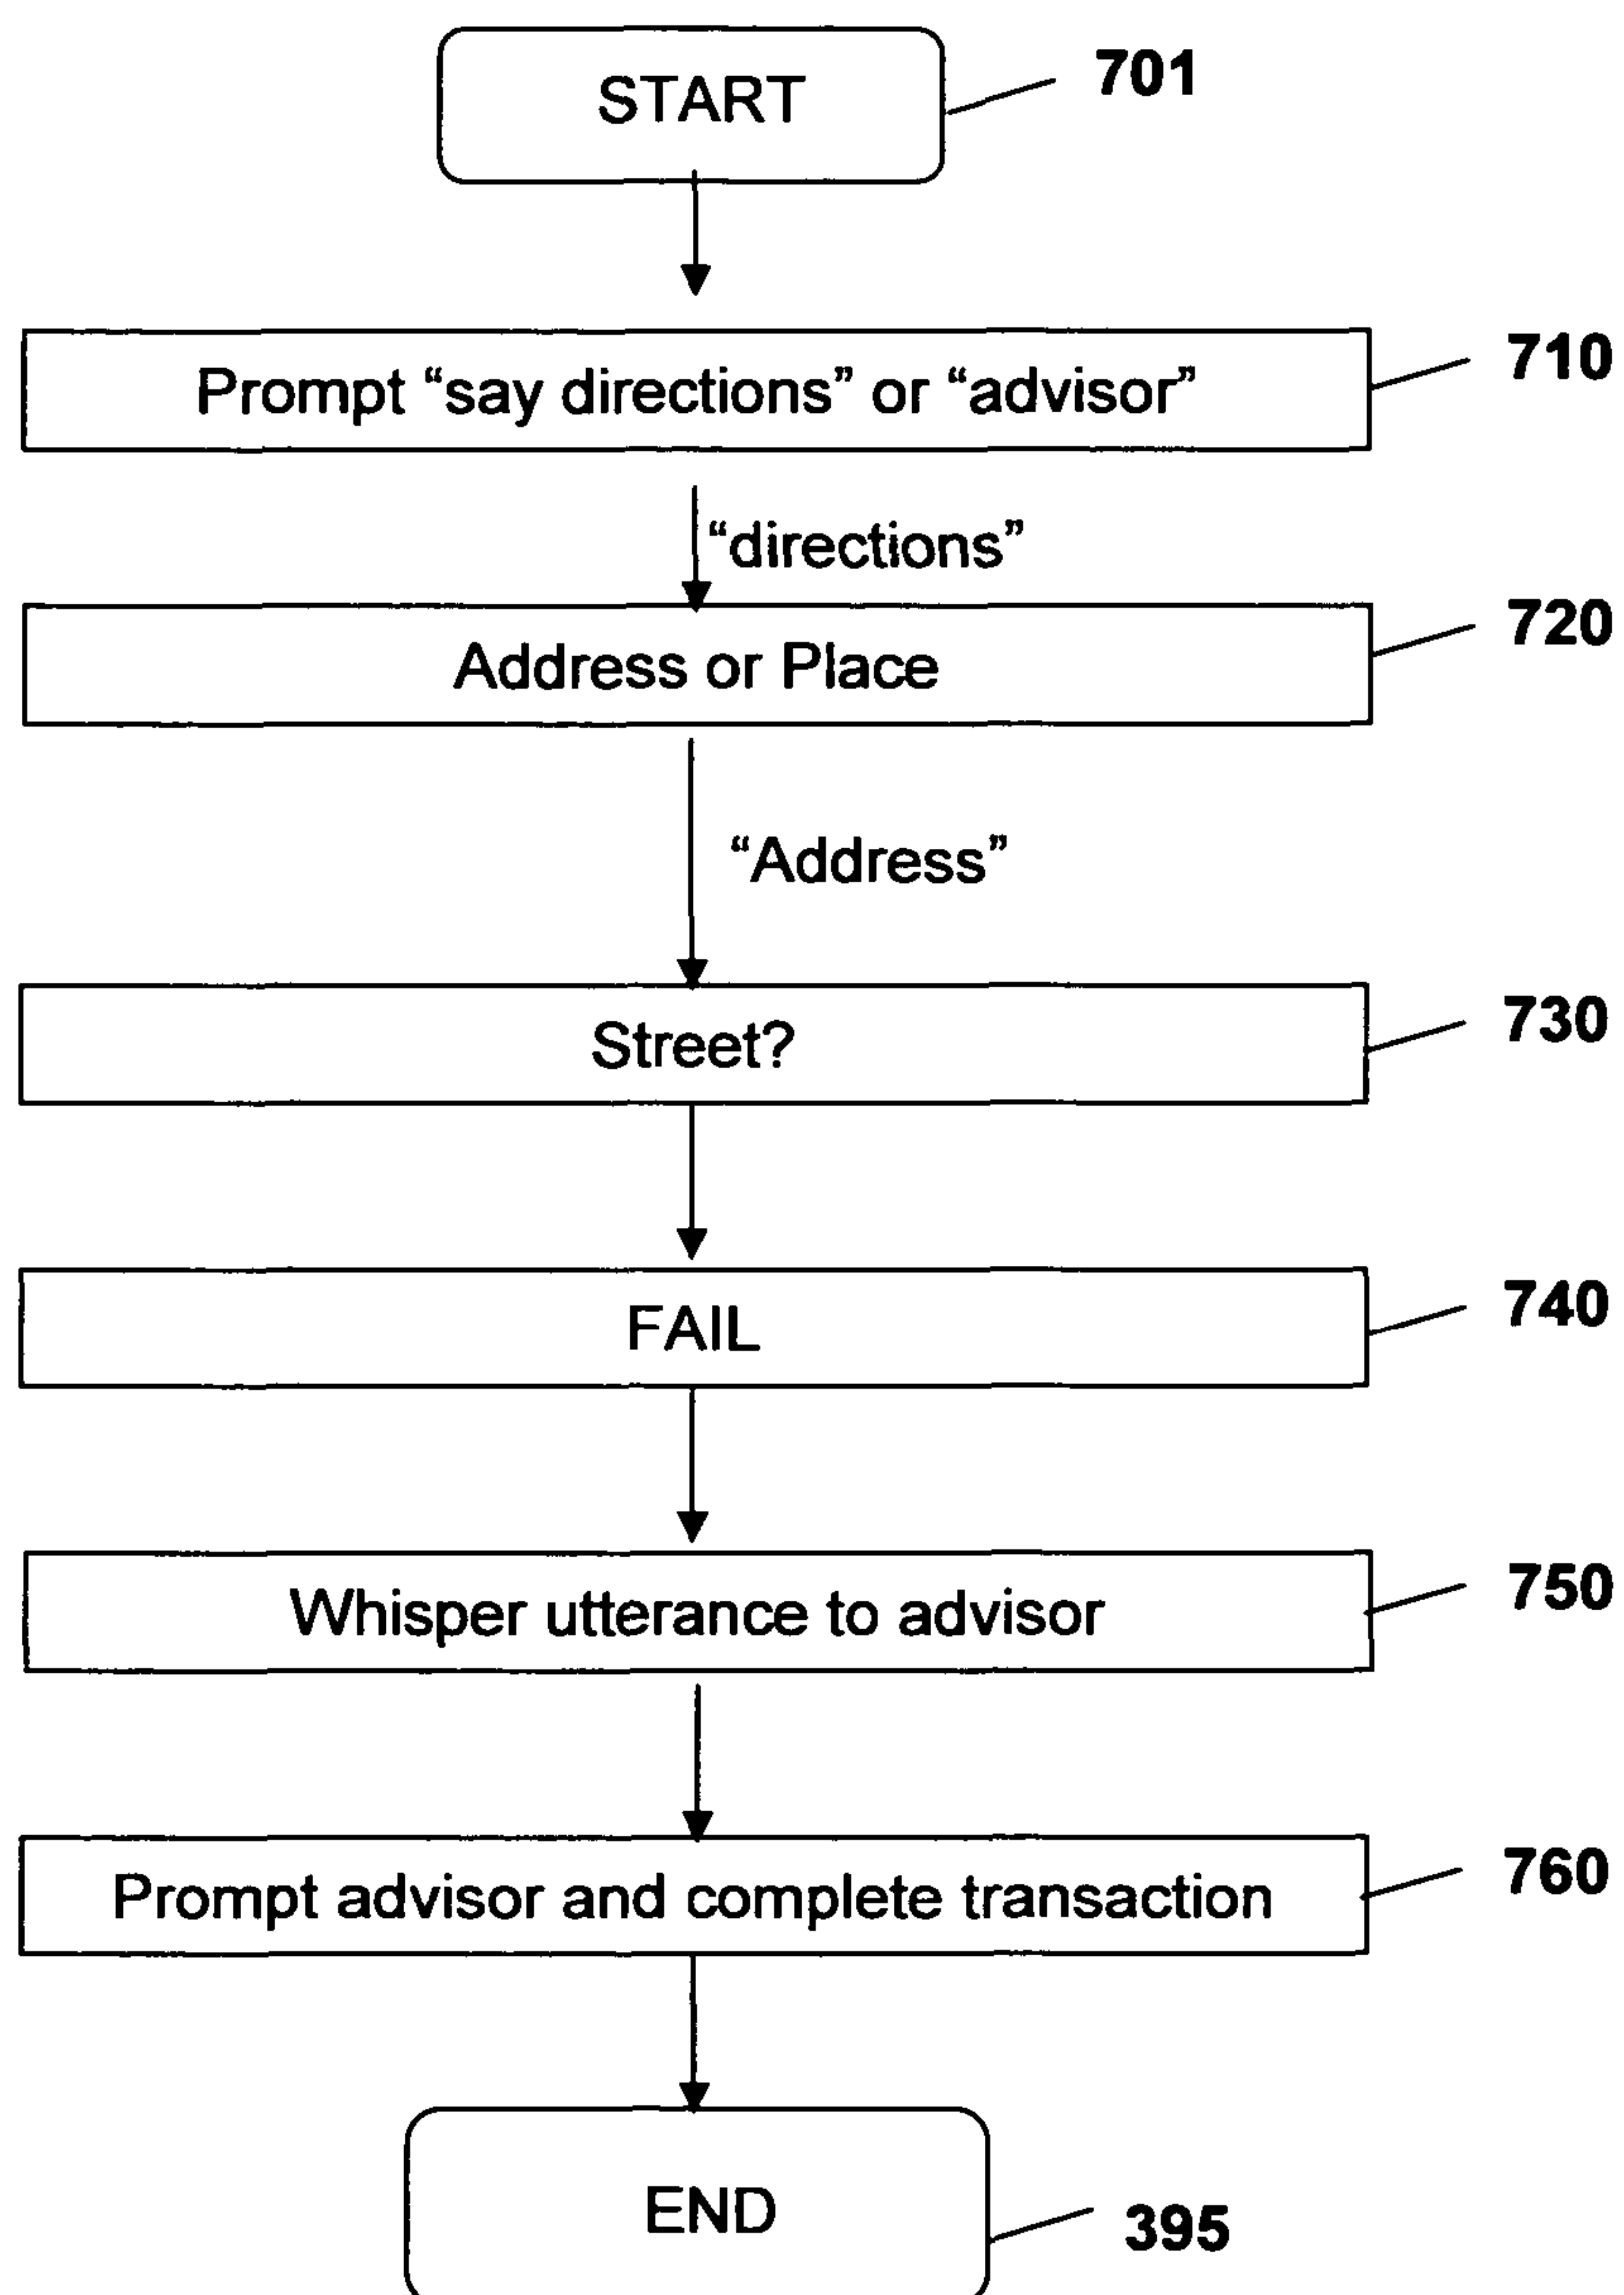 START
701
Prompt “say directions” or “advisor”
710
“directions”
Address or Place
720
“Address”
Street?
730
FAIL
740
Whisper utterance to advisor
750
Prompt advisor and complete transaction
760
END
395